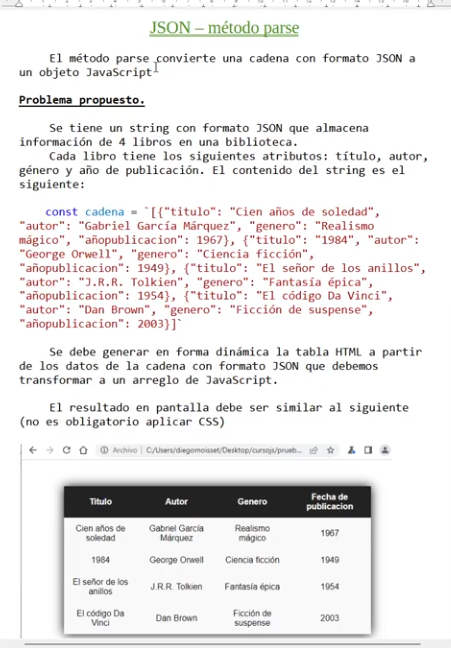 JSON – método parse
El método parse convierte una cadena con formato JSON a
un objeto JavaScript
Problema propuesto.
Se tiene un string con formato JSON que almacena
información de 4 libros en una biblioteca.
Cada libro tiene los siguientes atributos: título, autor,
género y año de publicación. El contenido del string es el
siguiente:
const cadena = `[{"titulo": "Cien años de soledad",
"autor": "Gabriel García Márquez", "genero": "Realismo
mágico", "añopublicacion": 1967}, {"titulo": "1984", "autor":
"George Orwell", "genero": "Ciencia ficción",
"añopublicacion": 1949}, {"titulo": "El señor de los anillos",
"autor": "J.R.R. Tolkien", "genero": "Fantasía épica",
"añopublicacion": 1954}, {"titulo": "El código Da Vinci",
"autor": "Dan Brown", "genero": "Ficción de suspense",
"añopublicacion": 2003}]`
Se debe generar en forma dinámica la tabla HTML a partir
de los datos de la cadena con formato JSON que debemos
transformar a un arreglo de JavaScript.
El resultado en pantalla debe ser similar al siguiente
(no es obligatorio aplicar CSS)
Archivo | C:/Users/diegomoisset/Desktop/cursojs/prueb...
Titulo Autor Genero Fecha de publicacion
Cien años de soledad Gabriel García Márquez Realismo mágico 1967
1984 George Orwell Ciencia ficción 1949
El señor de los anillos J.R.R. Tolkien Fantasía épica 1954
El código Da Vinci Dan Brown Ficción de suspense 2003